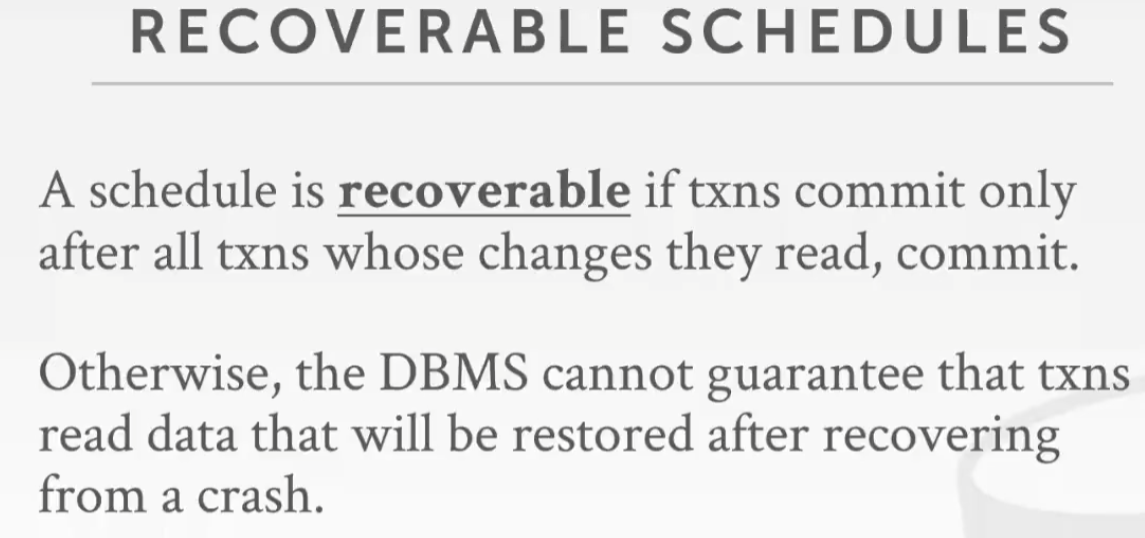 RECOVERABLE SCHEDULES
A schedule is recoverable if txns commit only
after all txns whose changes they read, commit.
Otherwise, the DBMS cannot guarantee that txns
read data that will be restored after recovering
from a crash.